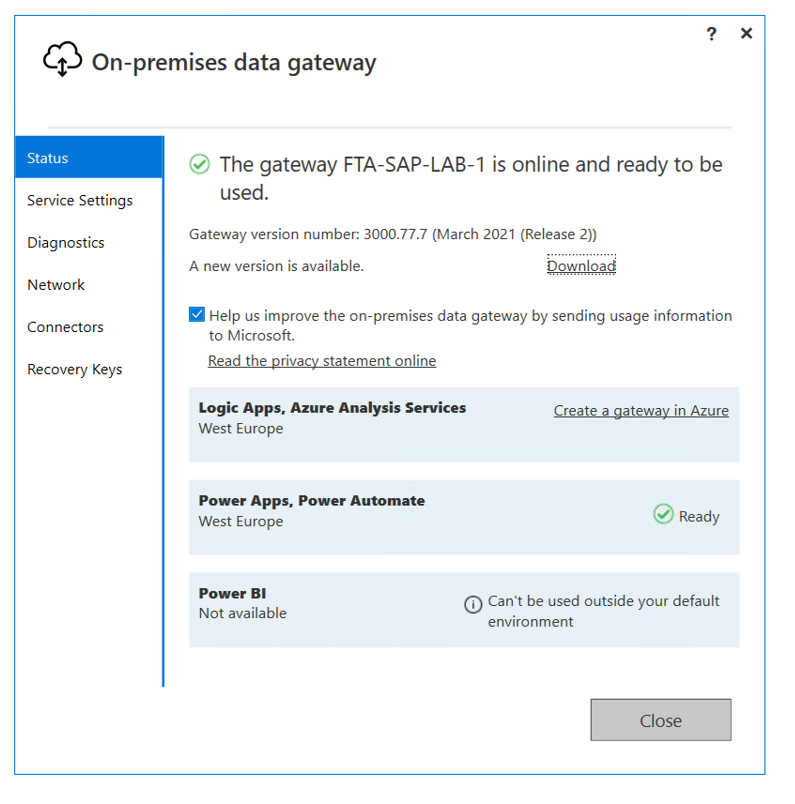 ? ✕
On-premises data gateway
Status
Service Settings
Diagnostics
Network
Connectors
Recovery Keys
The gateway FTA-SAP-LAB-1 is online and ready to be
used.
Gateway version number: 3000.77.7 (March 2021 (Release 2))
A new version is available. Download
Help us improve the on-premises data gateway by sending usage information
to Microsoft.
Read the privacy statement online
Logic Apps, Azure Analysis Services
West Europe
Create a gateway in Azure
Power Apps, Power Automate
West Europe
Ready
Power BI
Not available
Can't be used outside your default
environment
Close